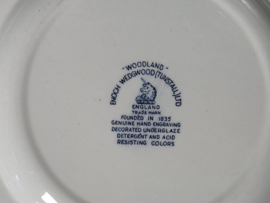 "WOODLAND"
ENOCH WEDGWOOD (TUNSTALL) LTD
ENGLAND
TRADE MARK
FOUNDED IN 1835
GENUINE HAND ENGRAVING
DECORATED UNDERGLAZE
DETERGENT AND ACID
RESISTING COLORS